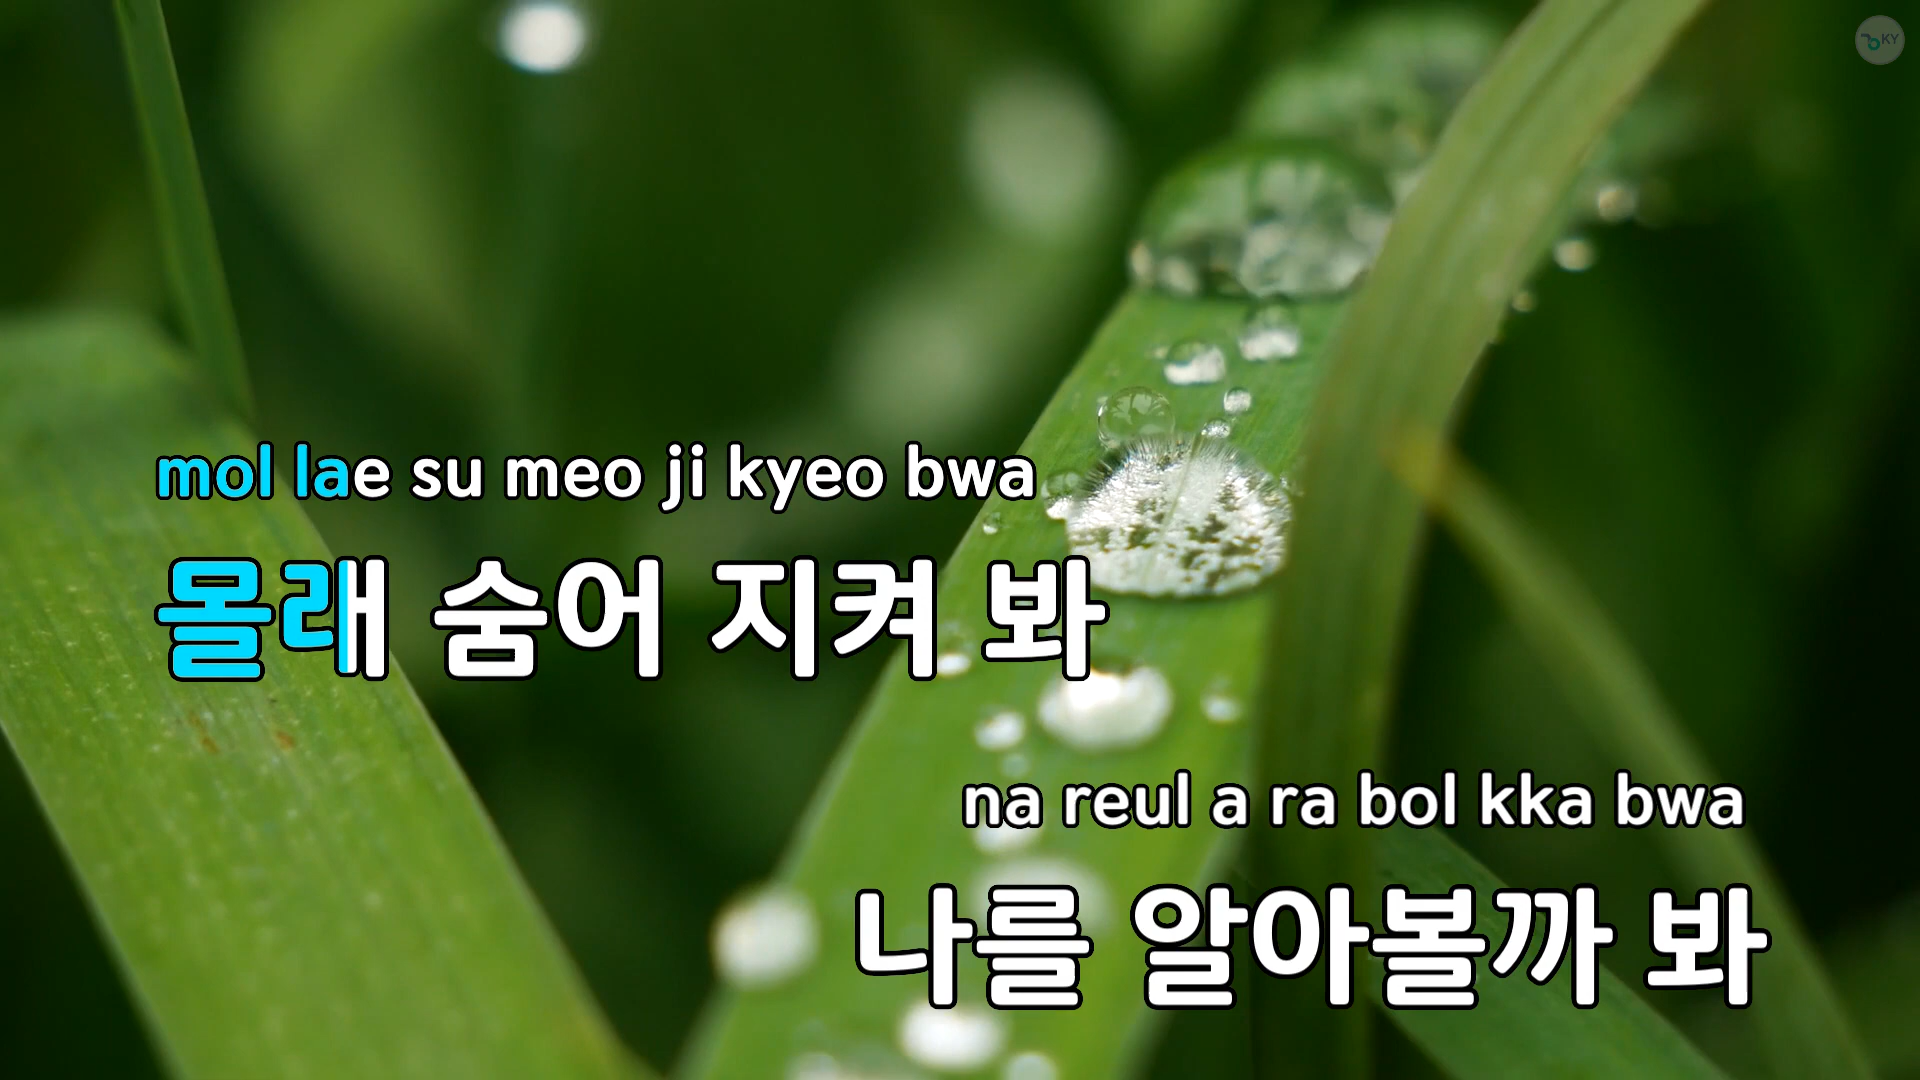 KY
mol lae su meo ji kyeo bwa
몰래 숨어 지켜 봐
na reul a ra bol kka bwa
나를 알아볼까 봐